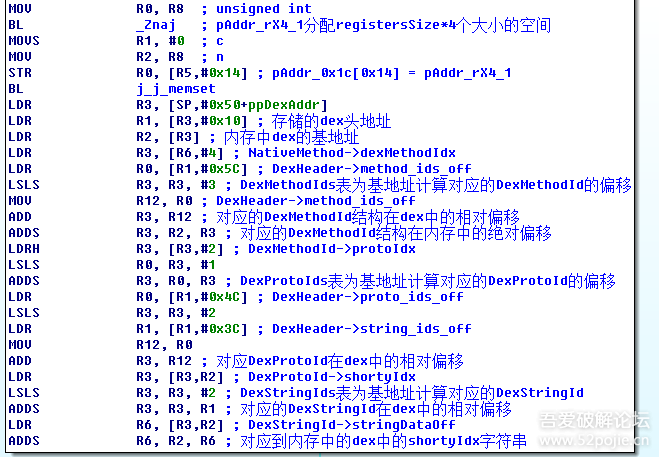 MOV R0, R8 ; unsigned int
BL _Znaj ; pAddr_rX4_1分配registersSize*4个大小的空间
MOVS R1, #0 ; c
MOV R2, R8 ; n
STR R0, [R5,#0x14] ; pAddr_0x1c[0x14] = pAddr_rX4_1
BL j_j_memset
LDR R3, [SP,#0x50+ppDexAddr]
LDR R1, [R3,#0x10] ; 存储的dex头地址
LDR R2, [R3] ; 内存中dex的基地址
LDR R3, [R6,#4] ; NativeMethod->dexMethodIdx
LDR R0, [R1,#0x5C] ; DexHeader->method_ids_off
LSLS R3, R3, #3 ; DexMethodIds表为基地址计算对应的DexMethodId的偏移
MOV R12, R0 ; DexHeader->method_ids_off
ADD R3, R12 ; 对应的DexMethodId结构在dex中的相对偏移
ADDS R3, R2, R3 ; 对应的DexMethodId结构在内存中的绝对偏移
LDRH R3, [R3,#2] ; DexMethodId->protoIdx
LSLS R0, R3, #1
ADDS R3, R0, R3 ; DexProtoIds表为基地址计算对应的DexProtoId的偏移
LDR R0, [R1,#0x4C] ; DexHeader->proto_ids_off
LSLS R3, R3, #2
LDR R1, [R1,#0x3C] ; DexHeader->string_ids_off
MOV R12, R0
ADD R3, R12 ; 对应DexProtoId在dex中的相对偏移
LDR R3, [R3,R2] ; DexProtoId->shortyIdx
LSLS R3, R3, #2 ; DexStringIds表为基地址计算对应的DexStringId
ADDS R3, R3, R1 ; 对应的DexStringId在dex中的相对偏移
LDR R6, [R3,R2] ; DexStringId->stringDataOff
ADDS R6, R2, R6 ; 对应到内存中的dex中的shortyIdx字符串
吾爱破解论坛
www.52pojie.cn